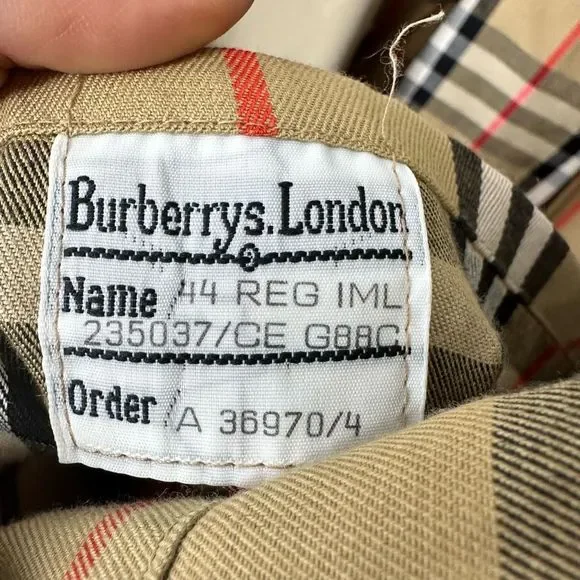 Burberrys. London
Name / 44 REG IML
235037/CE G88C
Order / A 36970/4